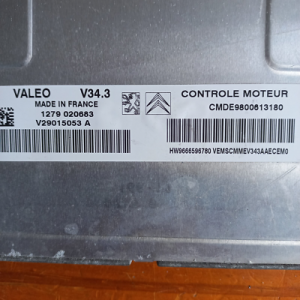 VALEO V34.3
MADE IN FRANCE
1279 020663
V29015053 A
CONTROLE MOTEUR
CMDE9800613180
HW9666596780 VEMSCMMEV343AAECEM0